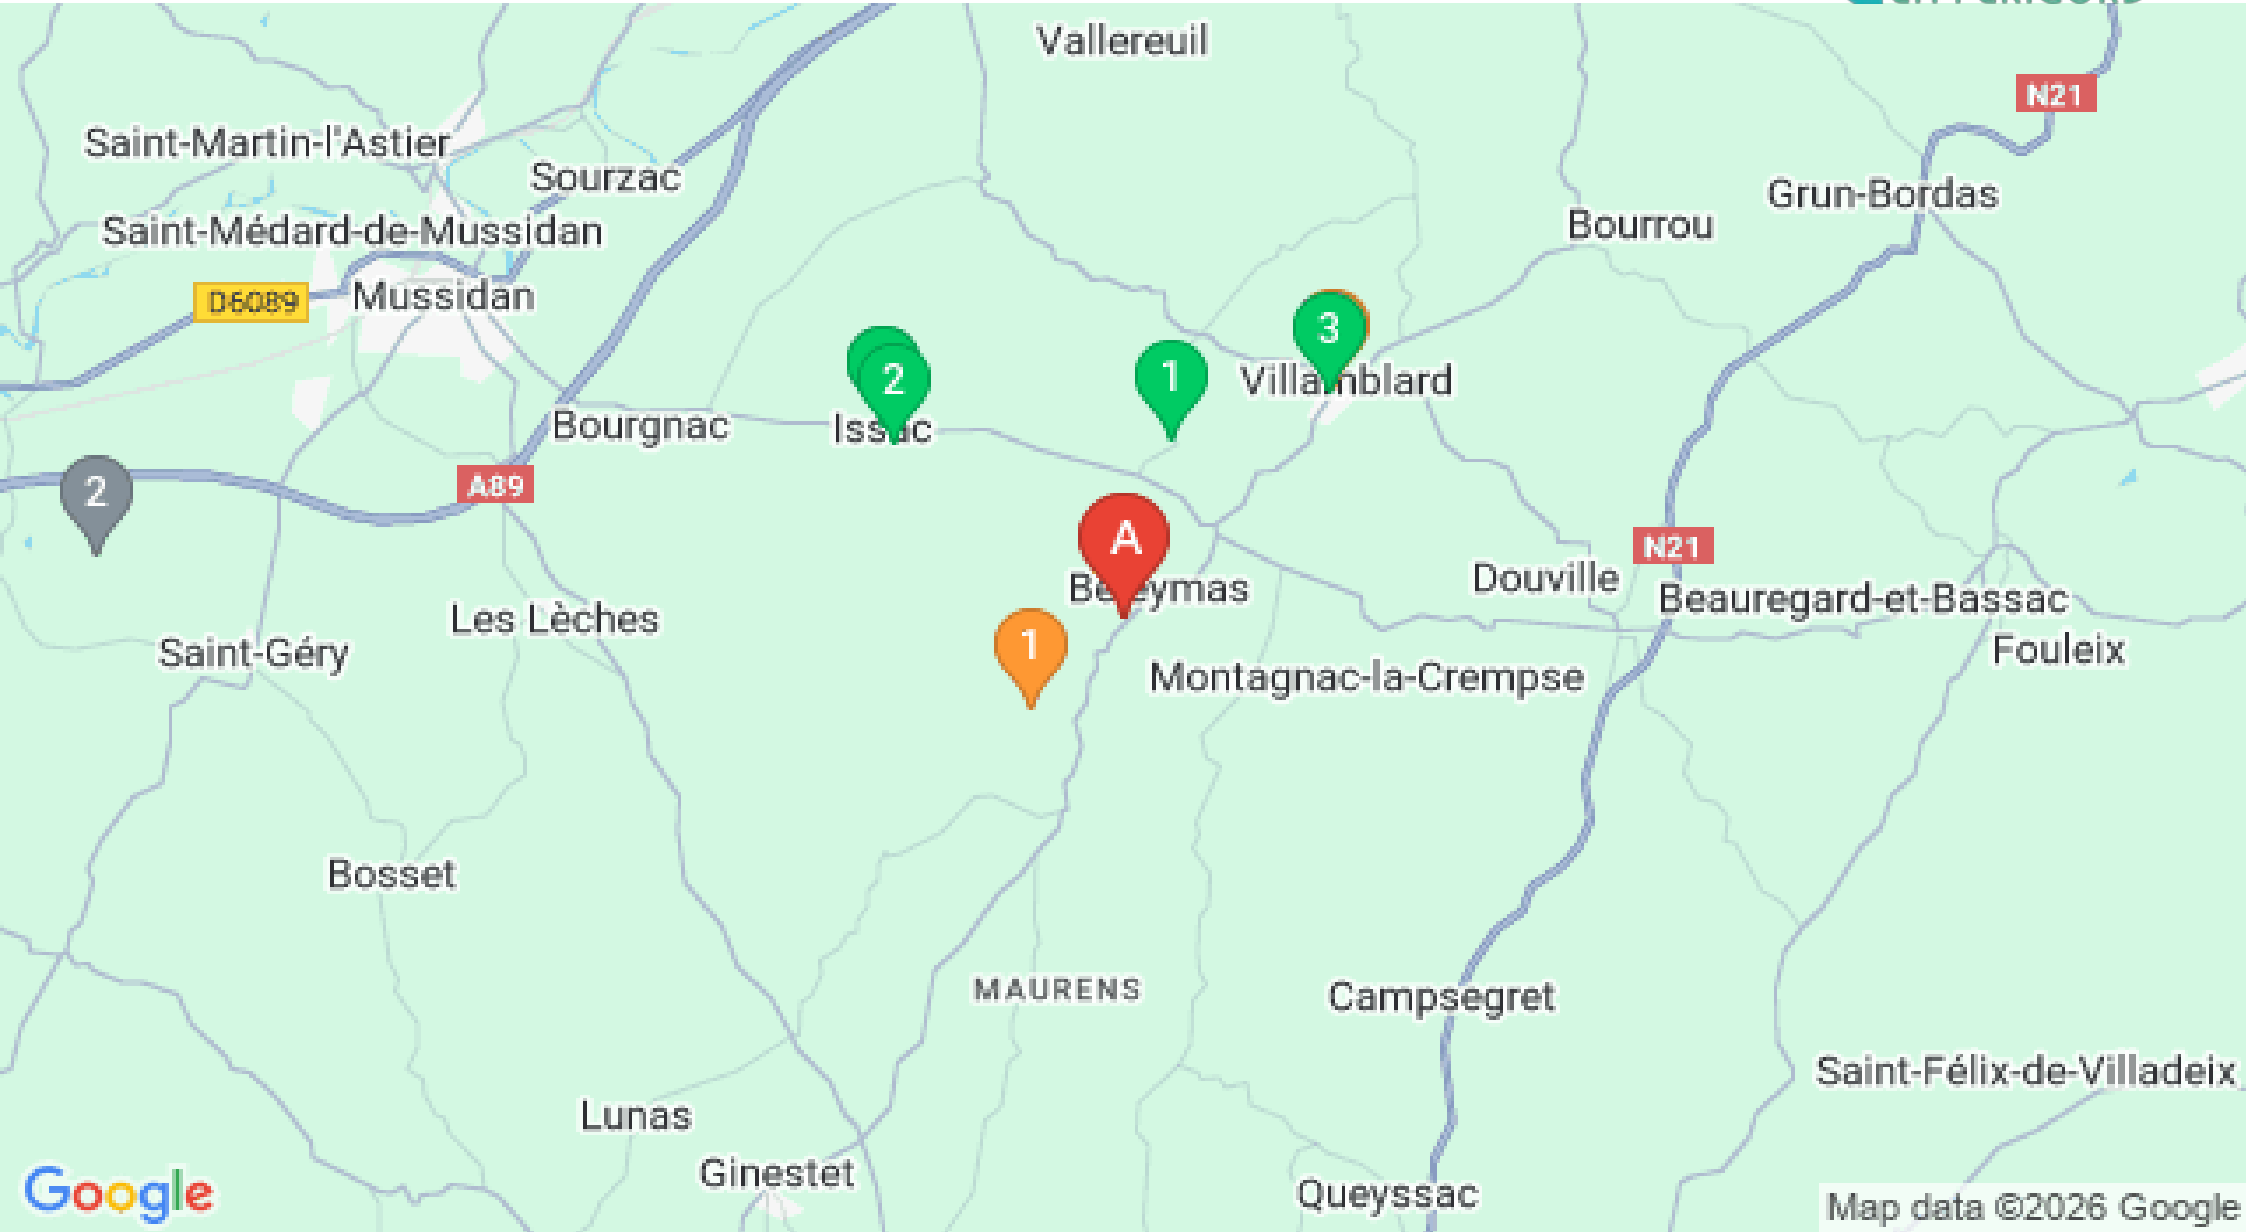 Vallereuil
N21
Saint-Martin-l'Astier
Sourzac
Grun-Bordas
Saint-Médard-de-Mussidan
Bourrou
D6089
Mussidan
3
2
1
Villamblard
Bourgnac
Issac
A89
2
A
N21
Beleymas
Douville
Beauregard-et-Bassac
Les Lèches
1
Saint-Géry
Fouleix
Montagnac-la-Crempse
Bosset
MAURENS
Campsegret
Saint-Félix-de-Villadeix
Lunas
Ginestet
Queyssac
Google
Map data ©2026 Google